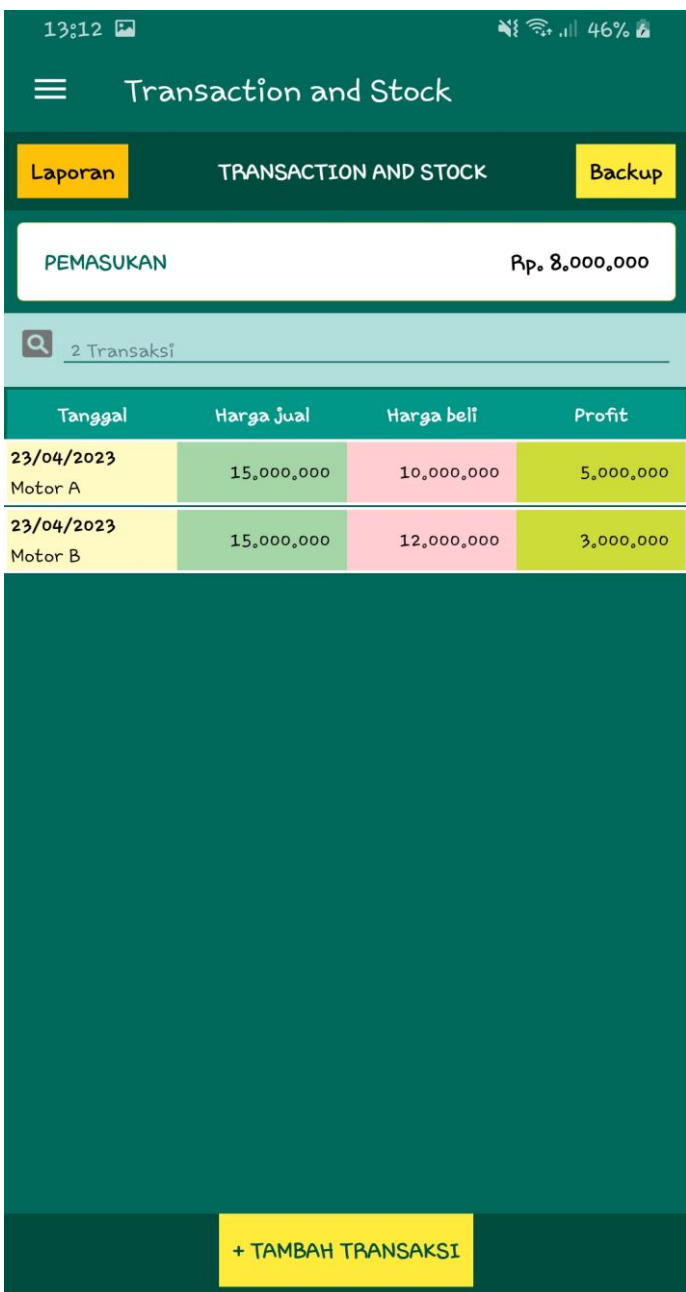 13:12 46%
Transaction and Stock
Laporan TRANSACTION AND STOCK Backup
PEMASUKAN Rp. 8,000,000
2 Transaksi
Tanggal Harga jual Harga beli Profit
23/04/2023
Motor A 15,000,000 10,000,000 5,000,000
23/04/2023
Motor B 15,000,000 12,000,000 3,000,000
+ TAMBAH TRANSAKSI